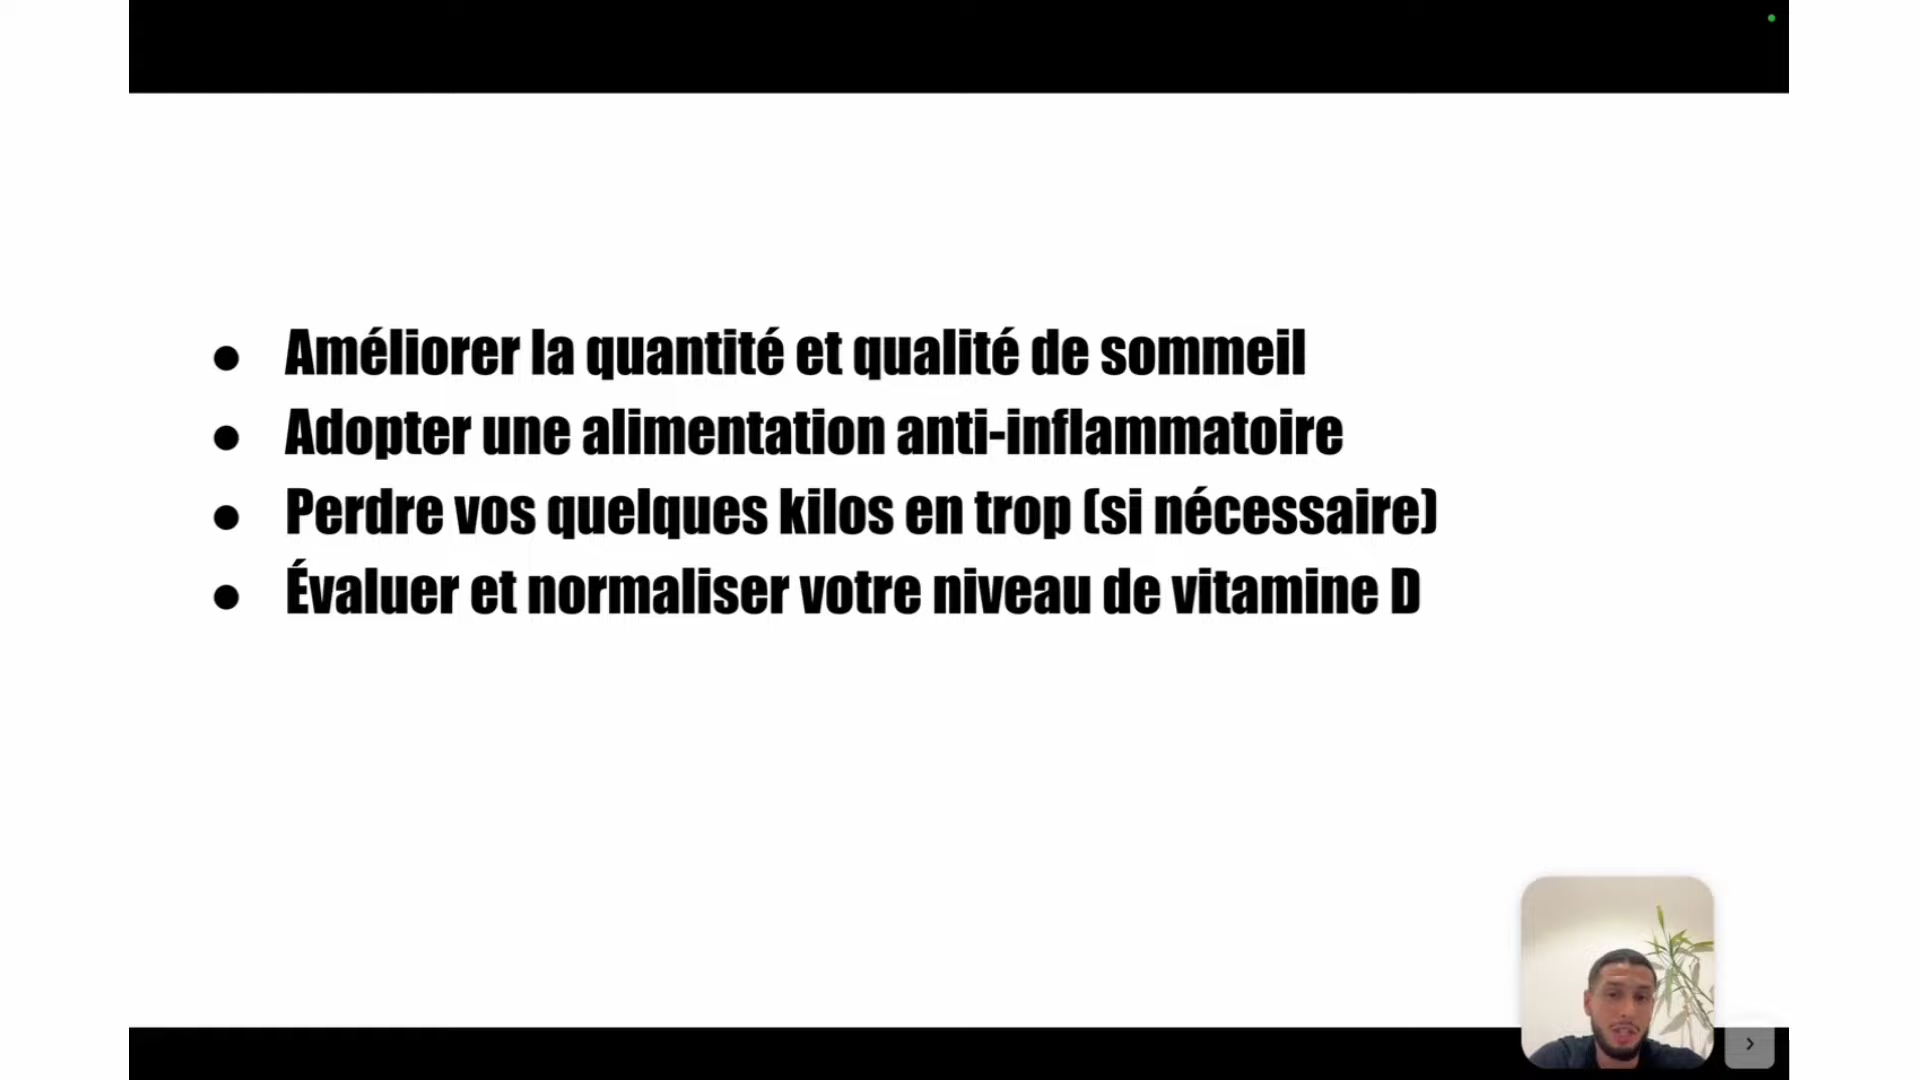 ● Améliorer la quantité et qualité de sommeil
● Adopter une alimentation anti-inflammatoire
● Perdre vos quelques kilos en trop (si nécessaire)
● Évaluer et normaliser votre niveau de vitamine D